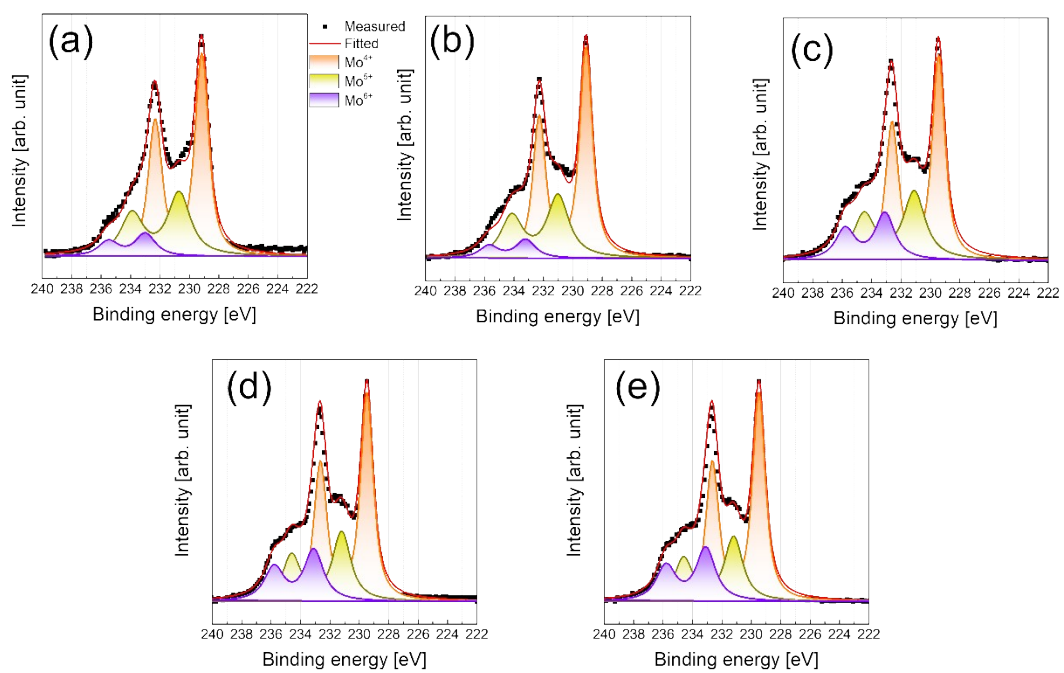 (a)
Measured
Fitted
Mo4+
Mo5+
Mo6+
Intensity [arb. unit]
240 238 236 234 232 230 228 226 224 222
Binding energy [eV]
(b)
Intensity [arb. unit]
240 238 236 234 232 230 228 226 224 222
Binding energy [eV]
(c)
Intensity [arb. unit]
240 238 236 234 232 230 228 226 224 222
Binding energy [eV]
(d)
Intensity [arb. unit]
240 238 236 234 232 230 228 226 224 222
Binding energy [eV]
(e)
Intensity [arb. unit]
240 238 236 234 232 230 228 226 224 222
Binding energy [eV]